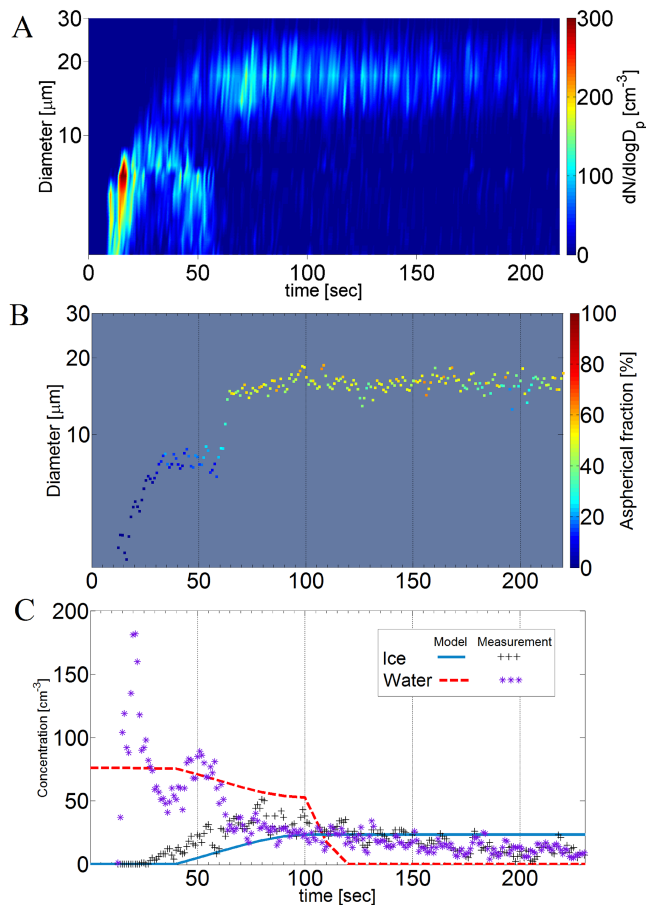 A
30
20
10
Diameter [μm]
0 50 100 150 200
time [sec]
300
200
100
0
dN/dlogDp [cm-3]
B
30
20
10
Diameter [μm]
0 50 100 150 200
100
80
60
40
20
0
Aspherical fraction [%]
C
200
150
100
50
0
Concentration [cm-3]
Model Measurement
Ice +++
Water ***
0 50 100 150 200
time [sec]